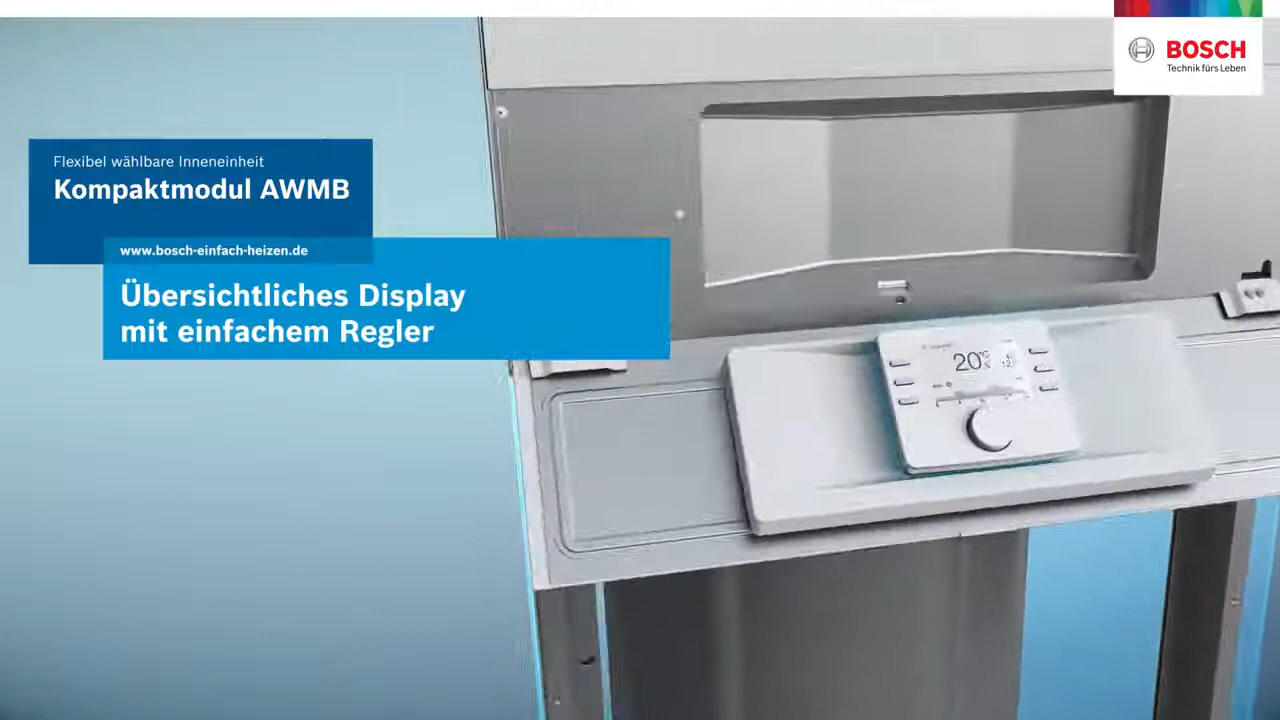 BOSCH
Technik fürs Leben
Flexibel wählbare Inneneinheit
Kompaktmodul AWMB
www.bosch-einfach-heizen.de
Übersichtliches Display
mit einfachem Regler
20°C